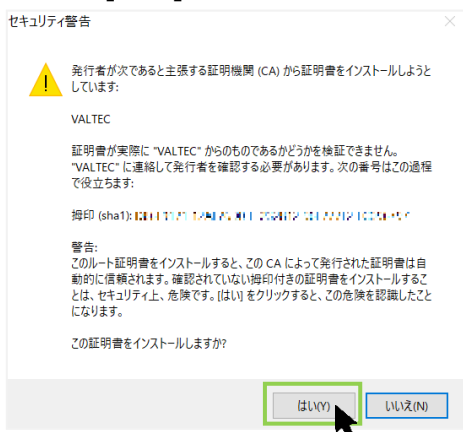 セキュリティ警告
発行者が次であると主張する証明機関 (CA) から証明書をインストールしようと
しています:
VALTEC
証明書が実際に "VALTEC" からのものであるかどうかを検証できません。
"VALTEC" に連絡して発行者を確認する必要があります。次の番号はこの過程
で役立ちます:
拇印 (sha1):
警告:
このルート証明書をインストールすると、この CA によって発行された証明書は自
動的に信頼されます。確認されていない拇印付きの証明書をインストールするこ
とは、セキュリティ上、危険です。[はい] をクリックすると、この危険を認識したこと
になります。
この証明書をインストールしますか?
はい(Y)
いいえ(N)